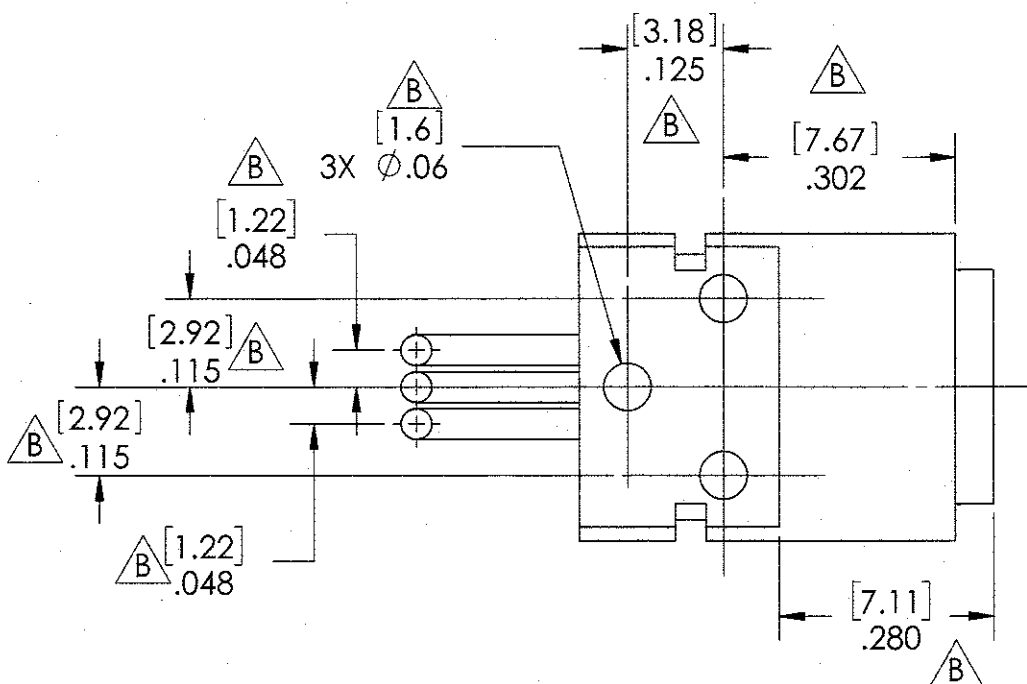 [3.18]
.125
B
B
B
[1.6]
3X Ø.06
B
[7.67]
.302
B
[1.22]
.048
[2.92]
.115
B
[2.92]
.115
B
[1.22]
.048
B
[7.11]
.280
B